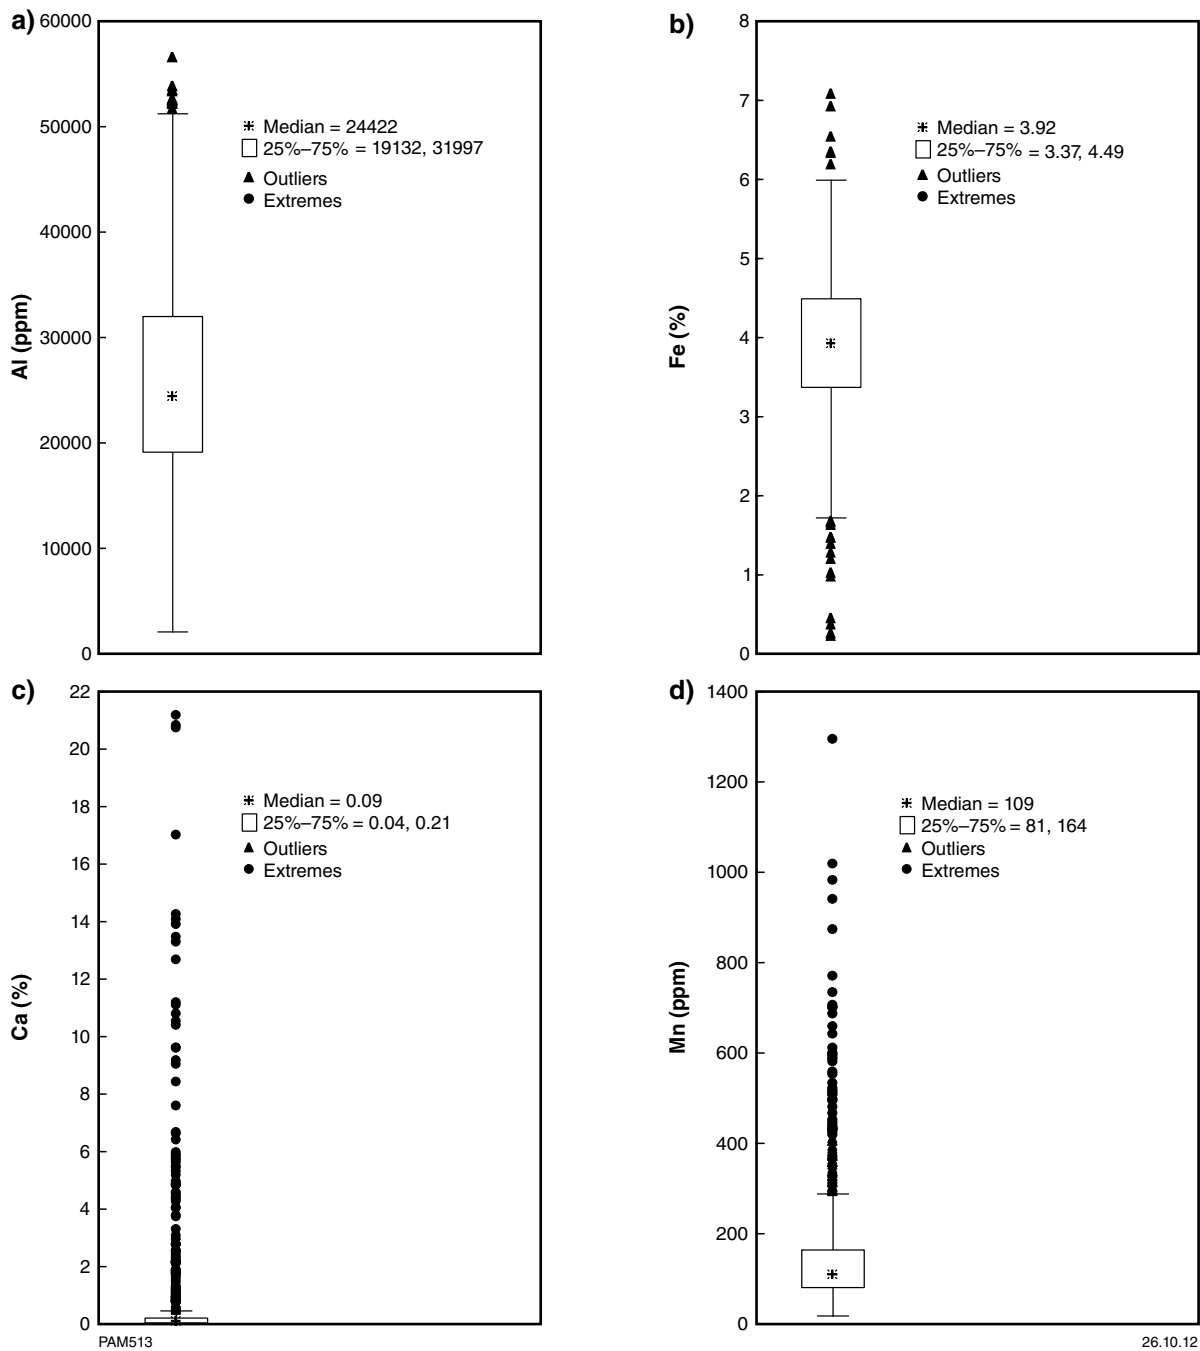 a)
60000
50000
40000
30000
20000
10000
0
Al (ppm)
Median = 24422
25%–75% = 19132, 31997
Outliers
Extremes
b)
8
7
6
5
4
3
2
1
0
Fe (%)
Median = 3.92
25%–75% = 3.37, 4.49
Outliers
Extremes
c)
22
20
18
16
14
12
10
8
6
4
2
0
Ca (%)
Median = 0.09
25%–75% = 0.04, 0.21
Outliers
Extremes
d)
1400
1200
1000
800
600
400
200
0
Mn (ppm)
Median = 109
25%–75% = 81, 164
Outliers
Extremes
PAM513
26.10.12